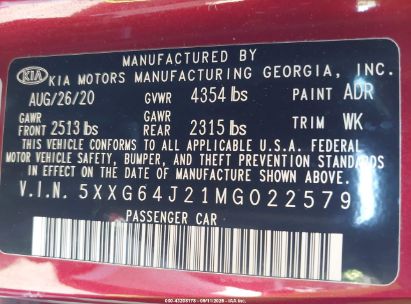 MANUFACTURED BY
KIA KIA MOTORS MANUFACTURING GEORGIA, INC.
AUG/26/20 GVWR 4354 lbs PAINT ADR
GAWR FRONT 2513 lbs GAWR REAR 2315 lbs TRIM WK
THIS VEHICLE CONFORMS TO ALL APPLICABLE U.S.A. FEDERAL
MOTOR VEHICLE SAFETY, BUMPER, AND THEFT PREVENTION STANDARDS
IN EFFECT ON THE DATE OF MANUFACTURE SHOWN ABOVE.
V.I.N. 5XXG64J21MG022579
PASSENGER CAR